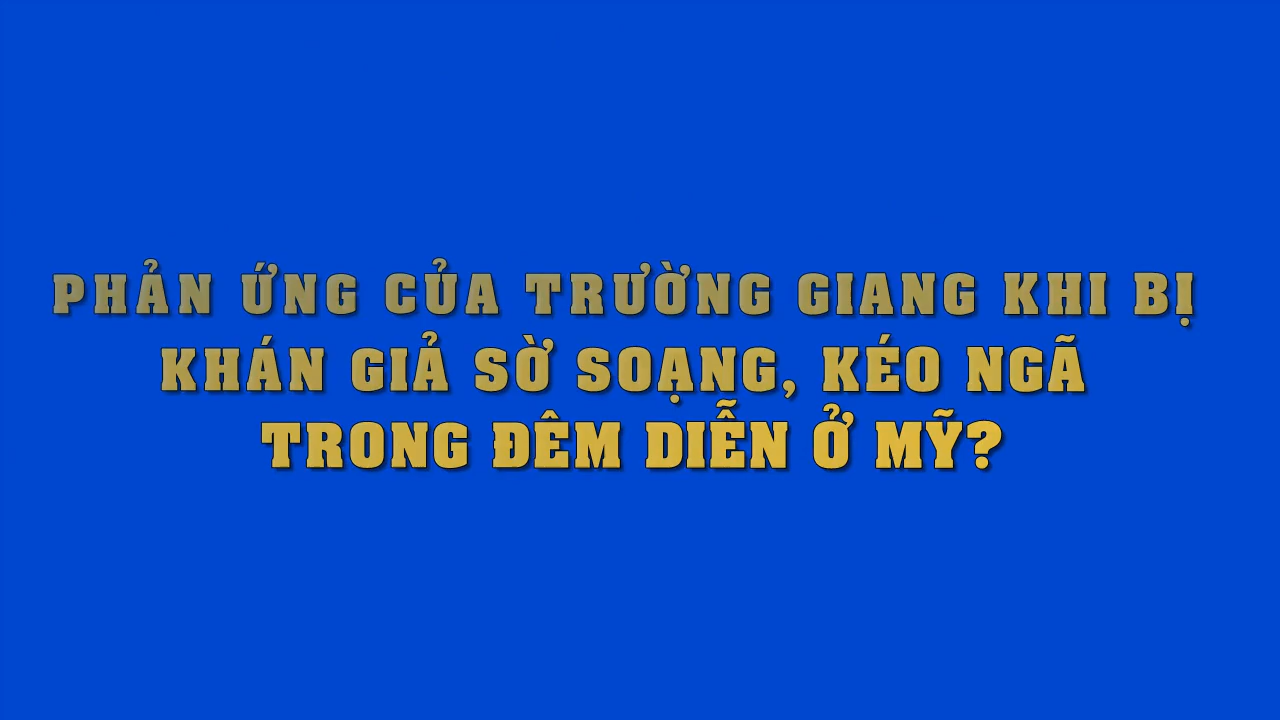 PHẢN ỨNG CỦA TRƯỜNG GIANG KHI BỊ
KHÁN GIẢ SỜ SOẠNG, KÉO NGÃ
TRONG ĐÊM DIỄN Ở MỸ?